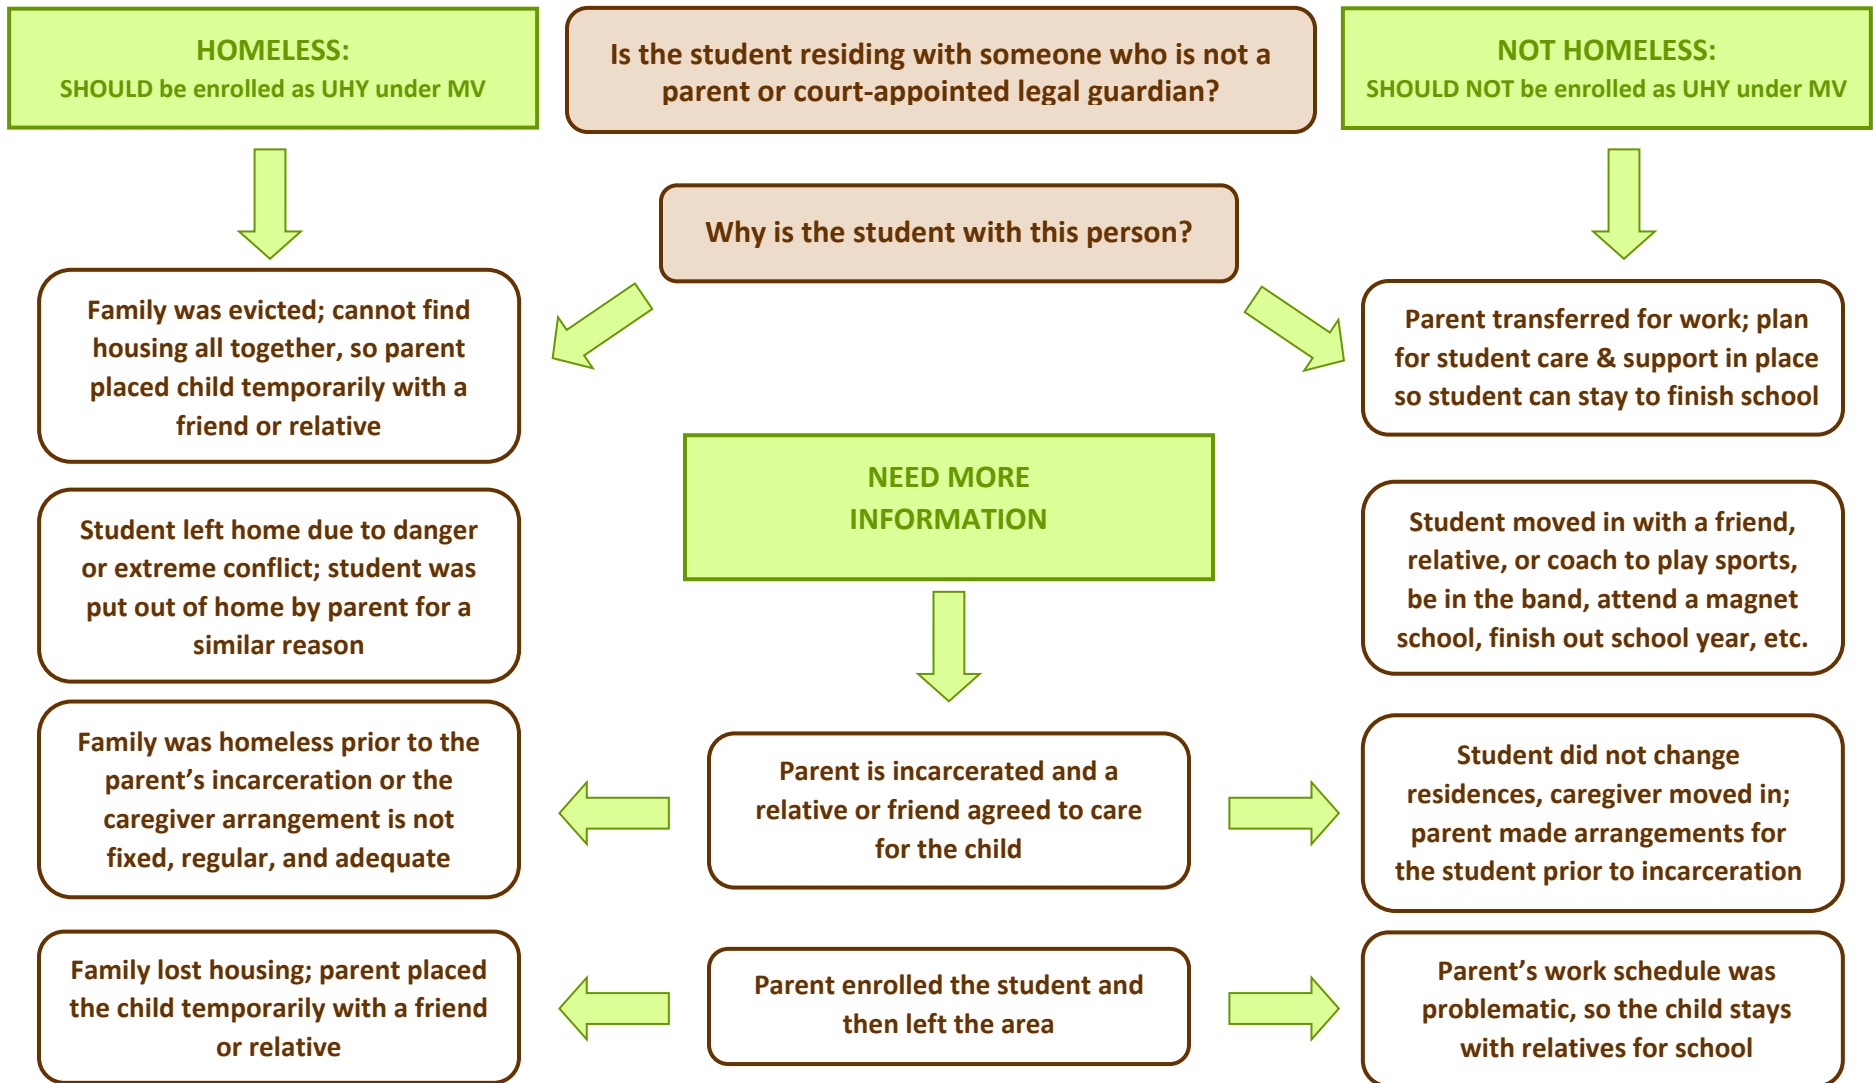 HOMELESS:
SHOULD be enrolled as UHY under MV
Is the student residing with someone who is not a
parent or court-appointed legal guardian?
NOT HOMELESS:
SHOULD NOT be enrolled as UHY under MV
Why is the student with this person?
Family was evicted; cannot find
housing all together, so parent
placed child temporarily with a
friend or relative
Parent transferred for work; plan
for student care & support in place
so student can stay to finish school
NEED MORE
INFORMATION
Student left home due to danger
or extreme conflict; student was
put out of home by parent for a
similar reason
Student moved in with a friend,
relative, or coach to play sports,
be in the band, attend a magnet
school, finish out school year, etc.
Family was homeless prior to the
parent’s incarceration or the
caregiver arrangement is not
fixed, regular, and adequate
Parent is incarcerated and a
relative or friend agreed to care
for the child
Student did not change
residences, caregiver moved in;
parent made arrangements for
the student prior to incarceration
Family lost housing; parent placed
the child temporarily with a friend
or relative
Parent enrolled the student and
then left the area
Parent’s work schedule was
problematic, so the child stays
with relatives for school